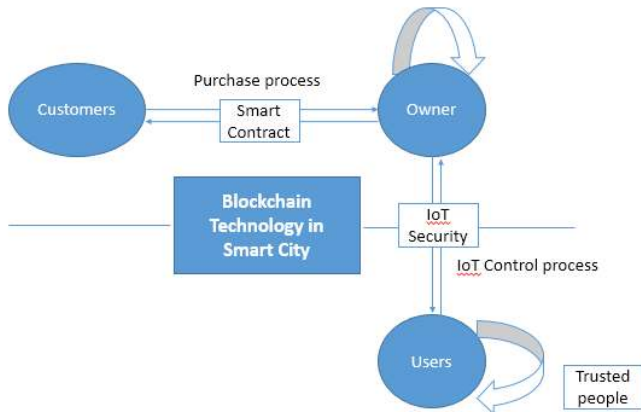 Purchase process
Customers
Smart
Contract
Owner
Blockchain
Technology in
Smart City
IoT
Security
IoT Control process
Users
Trusted
people